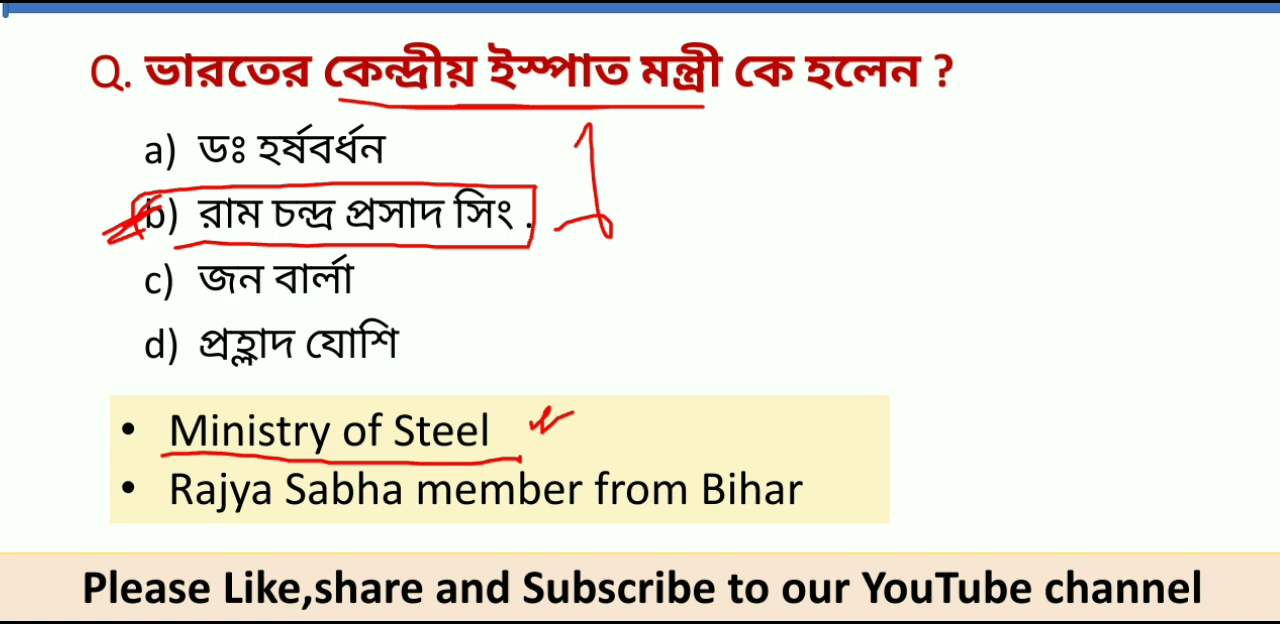 Q. ভারতের কেন্দ্রীয় ইস্পাত মন্ত্রী কে হলেন ?
a) ডঃ হর্ষবর্ধন
b) রাম চন্দ্র প্রসাদ সিং .
c) জন বার্লা
d) প্রহ্লাদ যোশি
• Ministry of Steel
• Rajya Sabha member from Bihar
Please Like,share and Subscribe to our YouTube channel